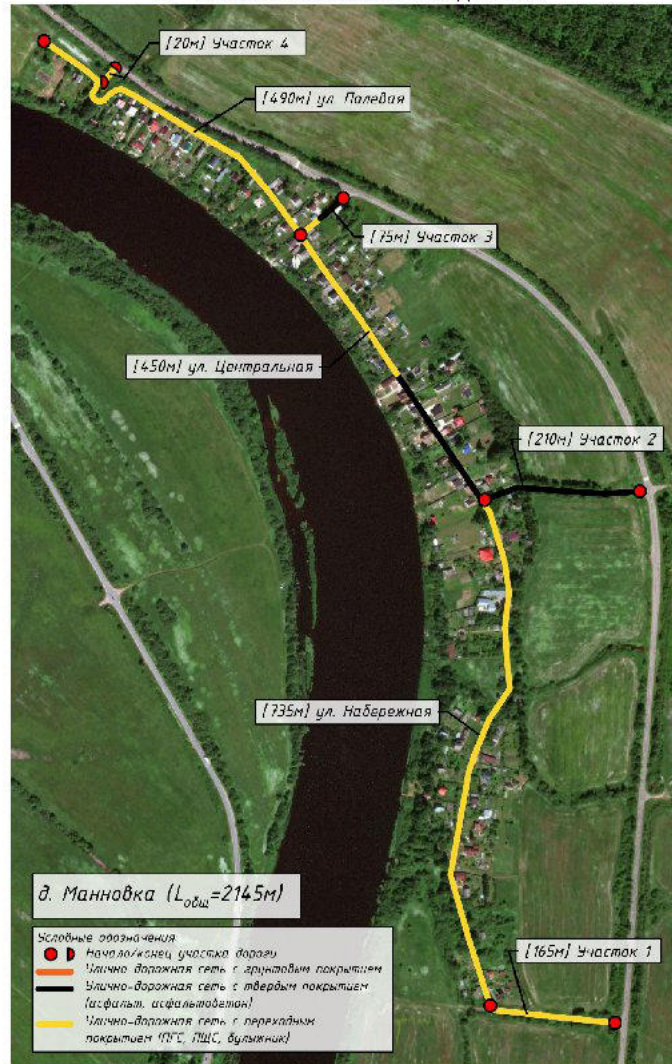 [20м] Участок 4
[490м] ул. Полевая
[75м] Участок 3
[450м] ул. Центральная
[210м] Участок 2
[735м] ул. Набережная
[165м] Участок 1
д. Манновка (Lобщ=2145м)
Условные обозначения
Начало/конец участка дороги
Улично-дорожная сеть с грунтовым покрытием
Улично-дорожная сеть с твердым покрытием
(асфальт, асфальтобетон)
Улично-дорожная сеть с переходным
покрытием (ПГС, ПЩС, булыжник)